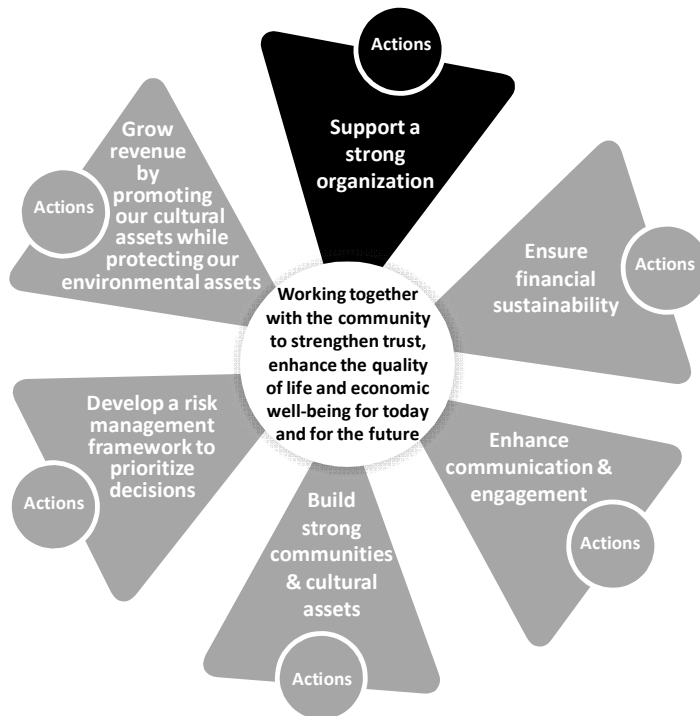 Actions
Support a
strong
organization
Actions
Ensure
financial
sustainability
Enhance
communication &
engagement
Actions
Build
strong
communities
& cultural
assets
Actions
Develop a risk
management
framework to
prioritize
decisions
Actions
Grow
revenue
by
promoting
our cultural
assets while
protecting our
environmental assets
Actions
Working together
with the community
to strengthen trust,
enhance the quality
of life and economic
well-being for today
and for the future